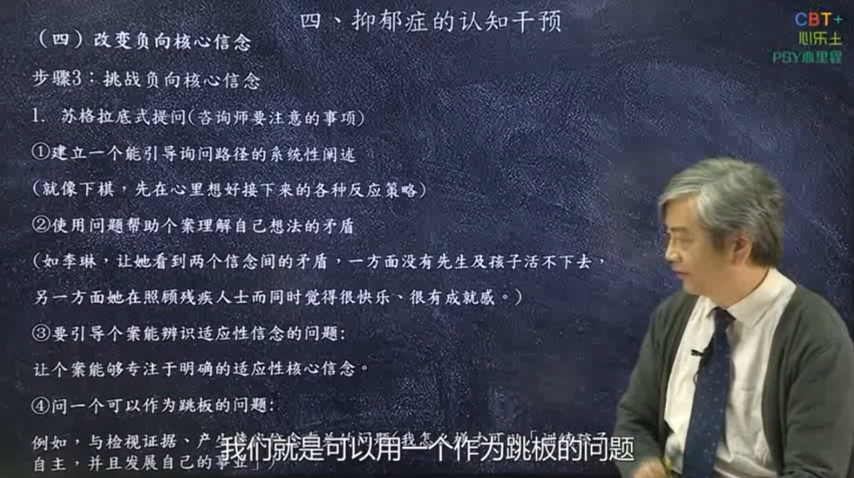 四、抑郁症的认知干预
CBT+
心乐土
PSY心里程
（四）改变负向核心信念
步骤3：挑战负向核心信念
1. 苏格拉底式提问(咨询师要注意的事项)
①建立一个能引导询问路径的系统性阐述
(就像下棋，先在心里想好接下来的各种反应策略)
②使用问题帮助个案理解自己想法的矛盾
(如李琳，让她看到两个信念间的矛盾，一方面没有先生及孩子活不下去，
另一方面她在照顾残疾人士而同时觉得很快乐、很有成就感。)
③要引导个案能辨识适应性信念的问题:
让个案能够专注于明确的适应性核心信念。
④问一个可以作为跳板的问题:
例如，与检视证据、产生
自主，并且发展自己的事业」)
我们就是可以用一个作为跳板的问题